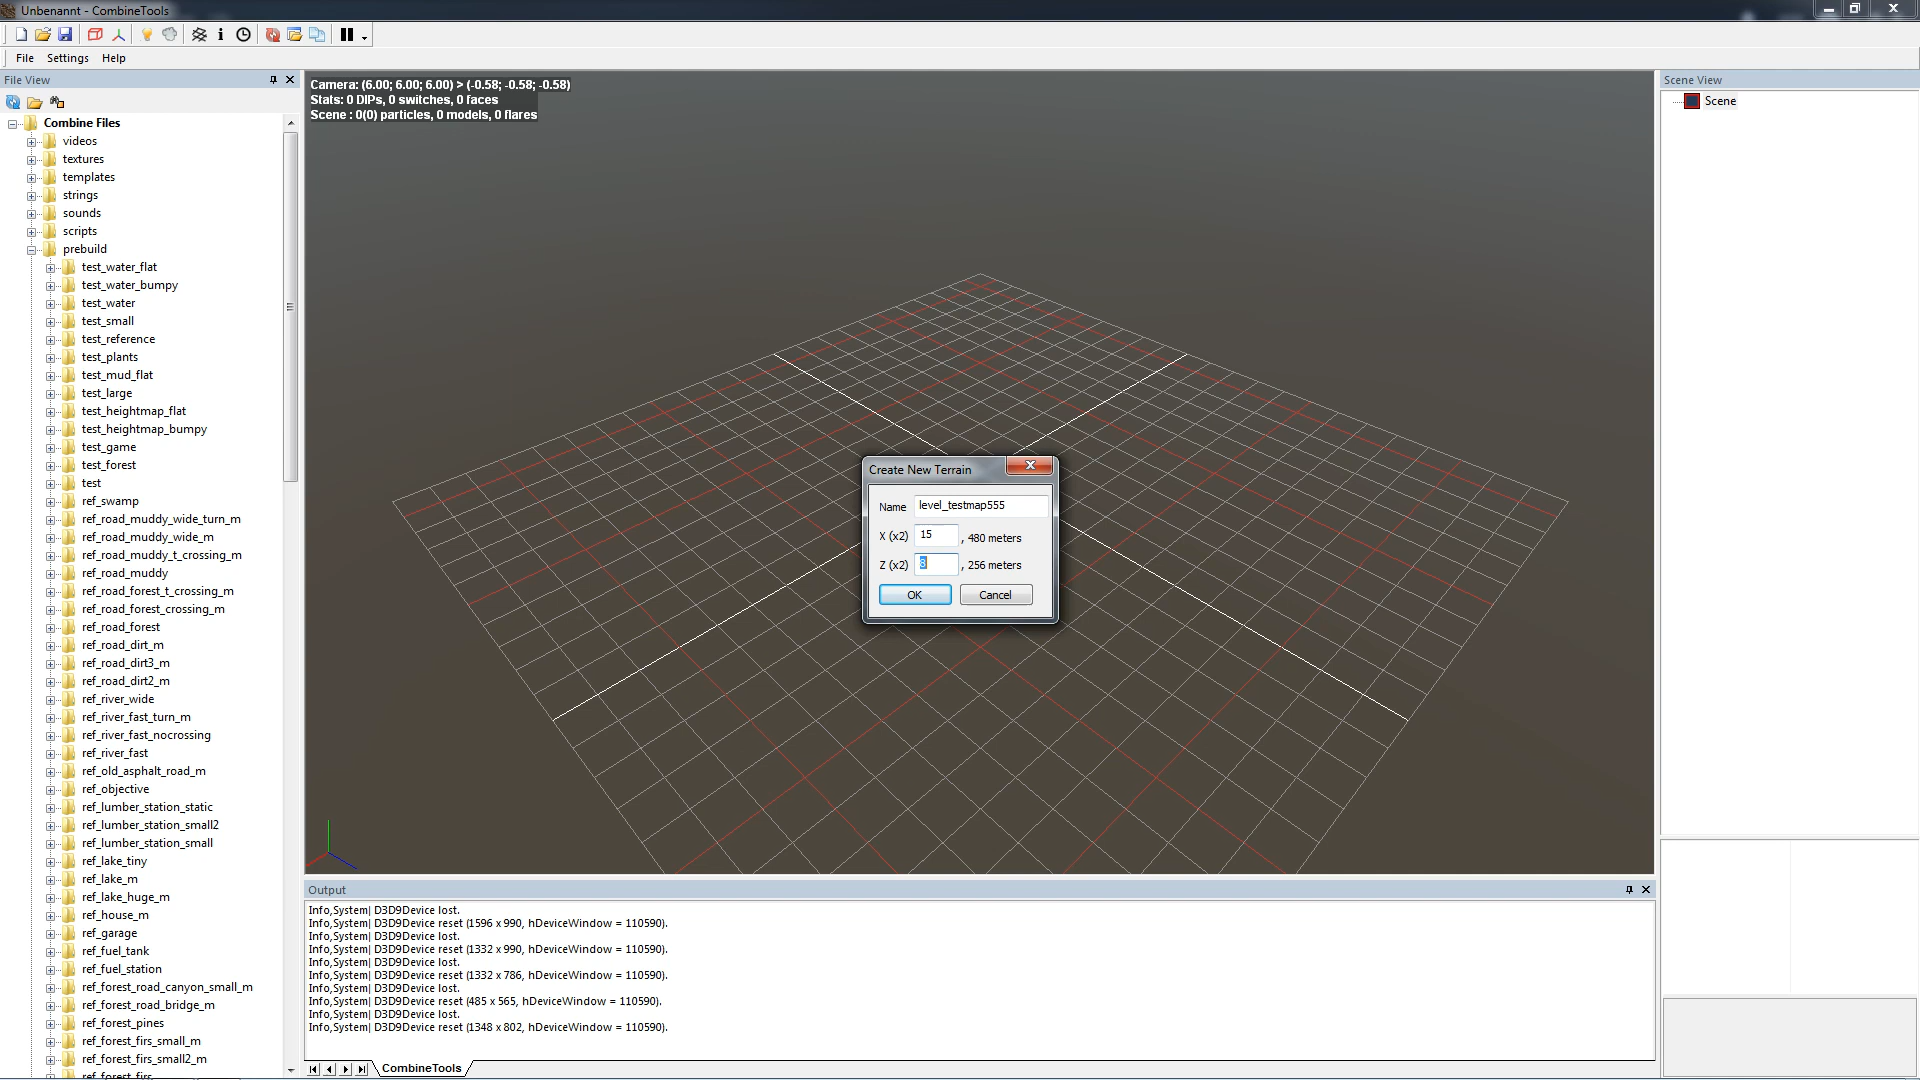 Unbenannt - CombineTools
File Settings Help
File View
Combine Files
videos
textures
templates
strings
sounds
scripts
prebuild
test_water_flat
test_water_bumpy
test_water
test_small
test_reference
test_plants
test_mud_flat
test_large
test_heightmap_flat
test_heightmap_bumpy
test_game
test_forest
test
ref_swamp
ref_road_muddy_wide_turn_m
ref_road_muddy_wide_m
ref_road_muddy_t_crossing_m
ref_road_muddy
ref_road_forest_t_crossing_m
ref_road_forest_crossing_m
ref_road_forest
ref_road_dirt_m
ref_road_dirt3_m
ref_road_dirt2_m
ref_river_wide
ref_river_fast_turn_m
ref_river_fast_nocrossing
ref_river_fast
ref_old_asphalt_road_m
ref_objective
ref_lumber_station_static
ref_lumber_station_small2
ref_lumber_station_small
ref_lake_tiny
ref_lake_m
ref_lake_huge_m
ref_house_m
ref_garage
ref_fuel_tank
ref_fuel_station
ref_forest_road_canyon_small_m
ref_forest_road_bridge_m
ref_forest_pines
ref_forest_firs_small_m
ref_forest_firs_small2_m
ref_forest_firs
Camera: (6.00; 6.00; 6.00) > (-0.58; -0.58; -0.58)
Stats: 0 DIPs, 0 switches, 0 faces
Scene : 0(0) particles, 0 models, 0 flares
Create New Terrain
Name level_testmap555
X (x2) 15 , 480 meters
Z (x2) 8 , 256 meters
OK Cancel
Output
Info,System| D3D9Device lost.
Info,System| D3D9Device reset (1596 x 990, hDeviceWindow = 110590).
Info,System| D3D9Device lost.
Info,System| D3D9Device reset (1332 x 990, hDeviceWindow = 110590).
Info,System| D3D9Device lost.
Info,System| D3D9Device reset (1332 x 786, hDeviceWindow = 110590).
Info,System| D3D9Device lost.
Info,System| D3D9Device reset (485 x 565, hDeviceWindow = 110590).
Info,System| D3D9Device lost.
Info,System| D3D9Device reset (1348 x 802, hDeviceWindow = 110590).
CombineTools
Scene View
Scene